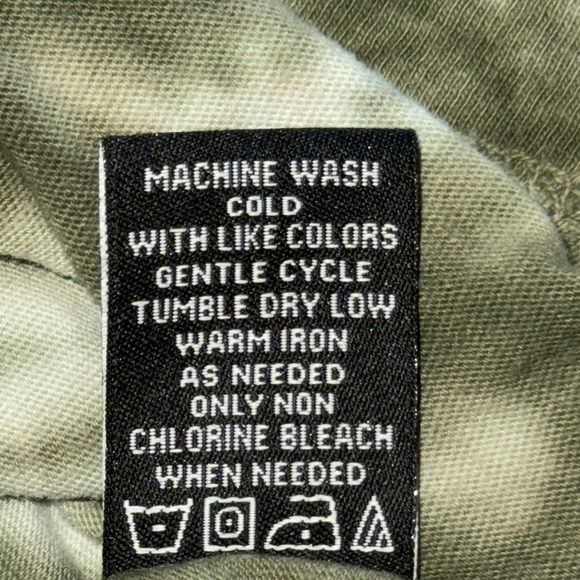 MACHINE WASH
COLD
WITH LIKE COLORS
GENTLE CYCLE
TUMBLE DRY LOW
WARM IRON
AS NEEDED
ONLY NON
CHLORINE BLEACH
WHEN NEEDED